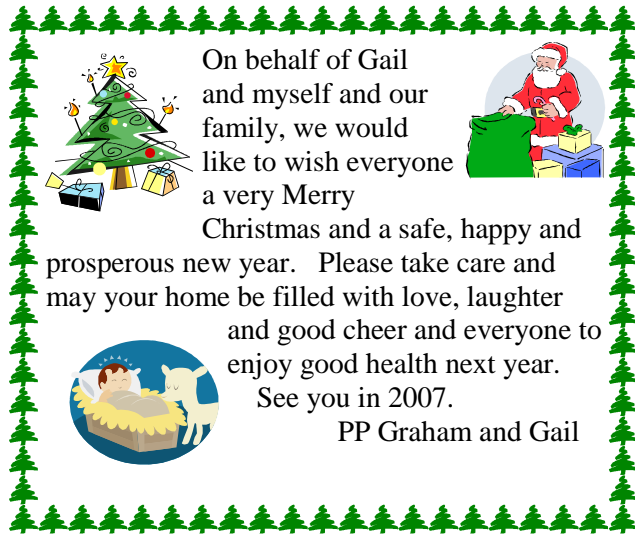 On behalf of Gail
and myself and our
family, we would
like to wish everyone
a very Merry
Christmas and a safe, happy and
prosperous new year.   Please take care and
may your home be filled with love, laughter
and good cheer and everyone to
enjoy good health next year.
See you in 2007.
PP Graham and Gail